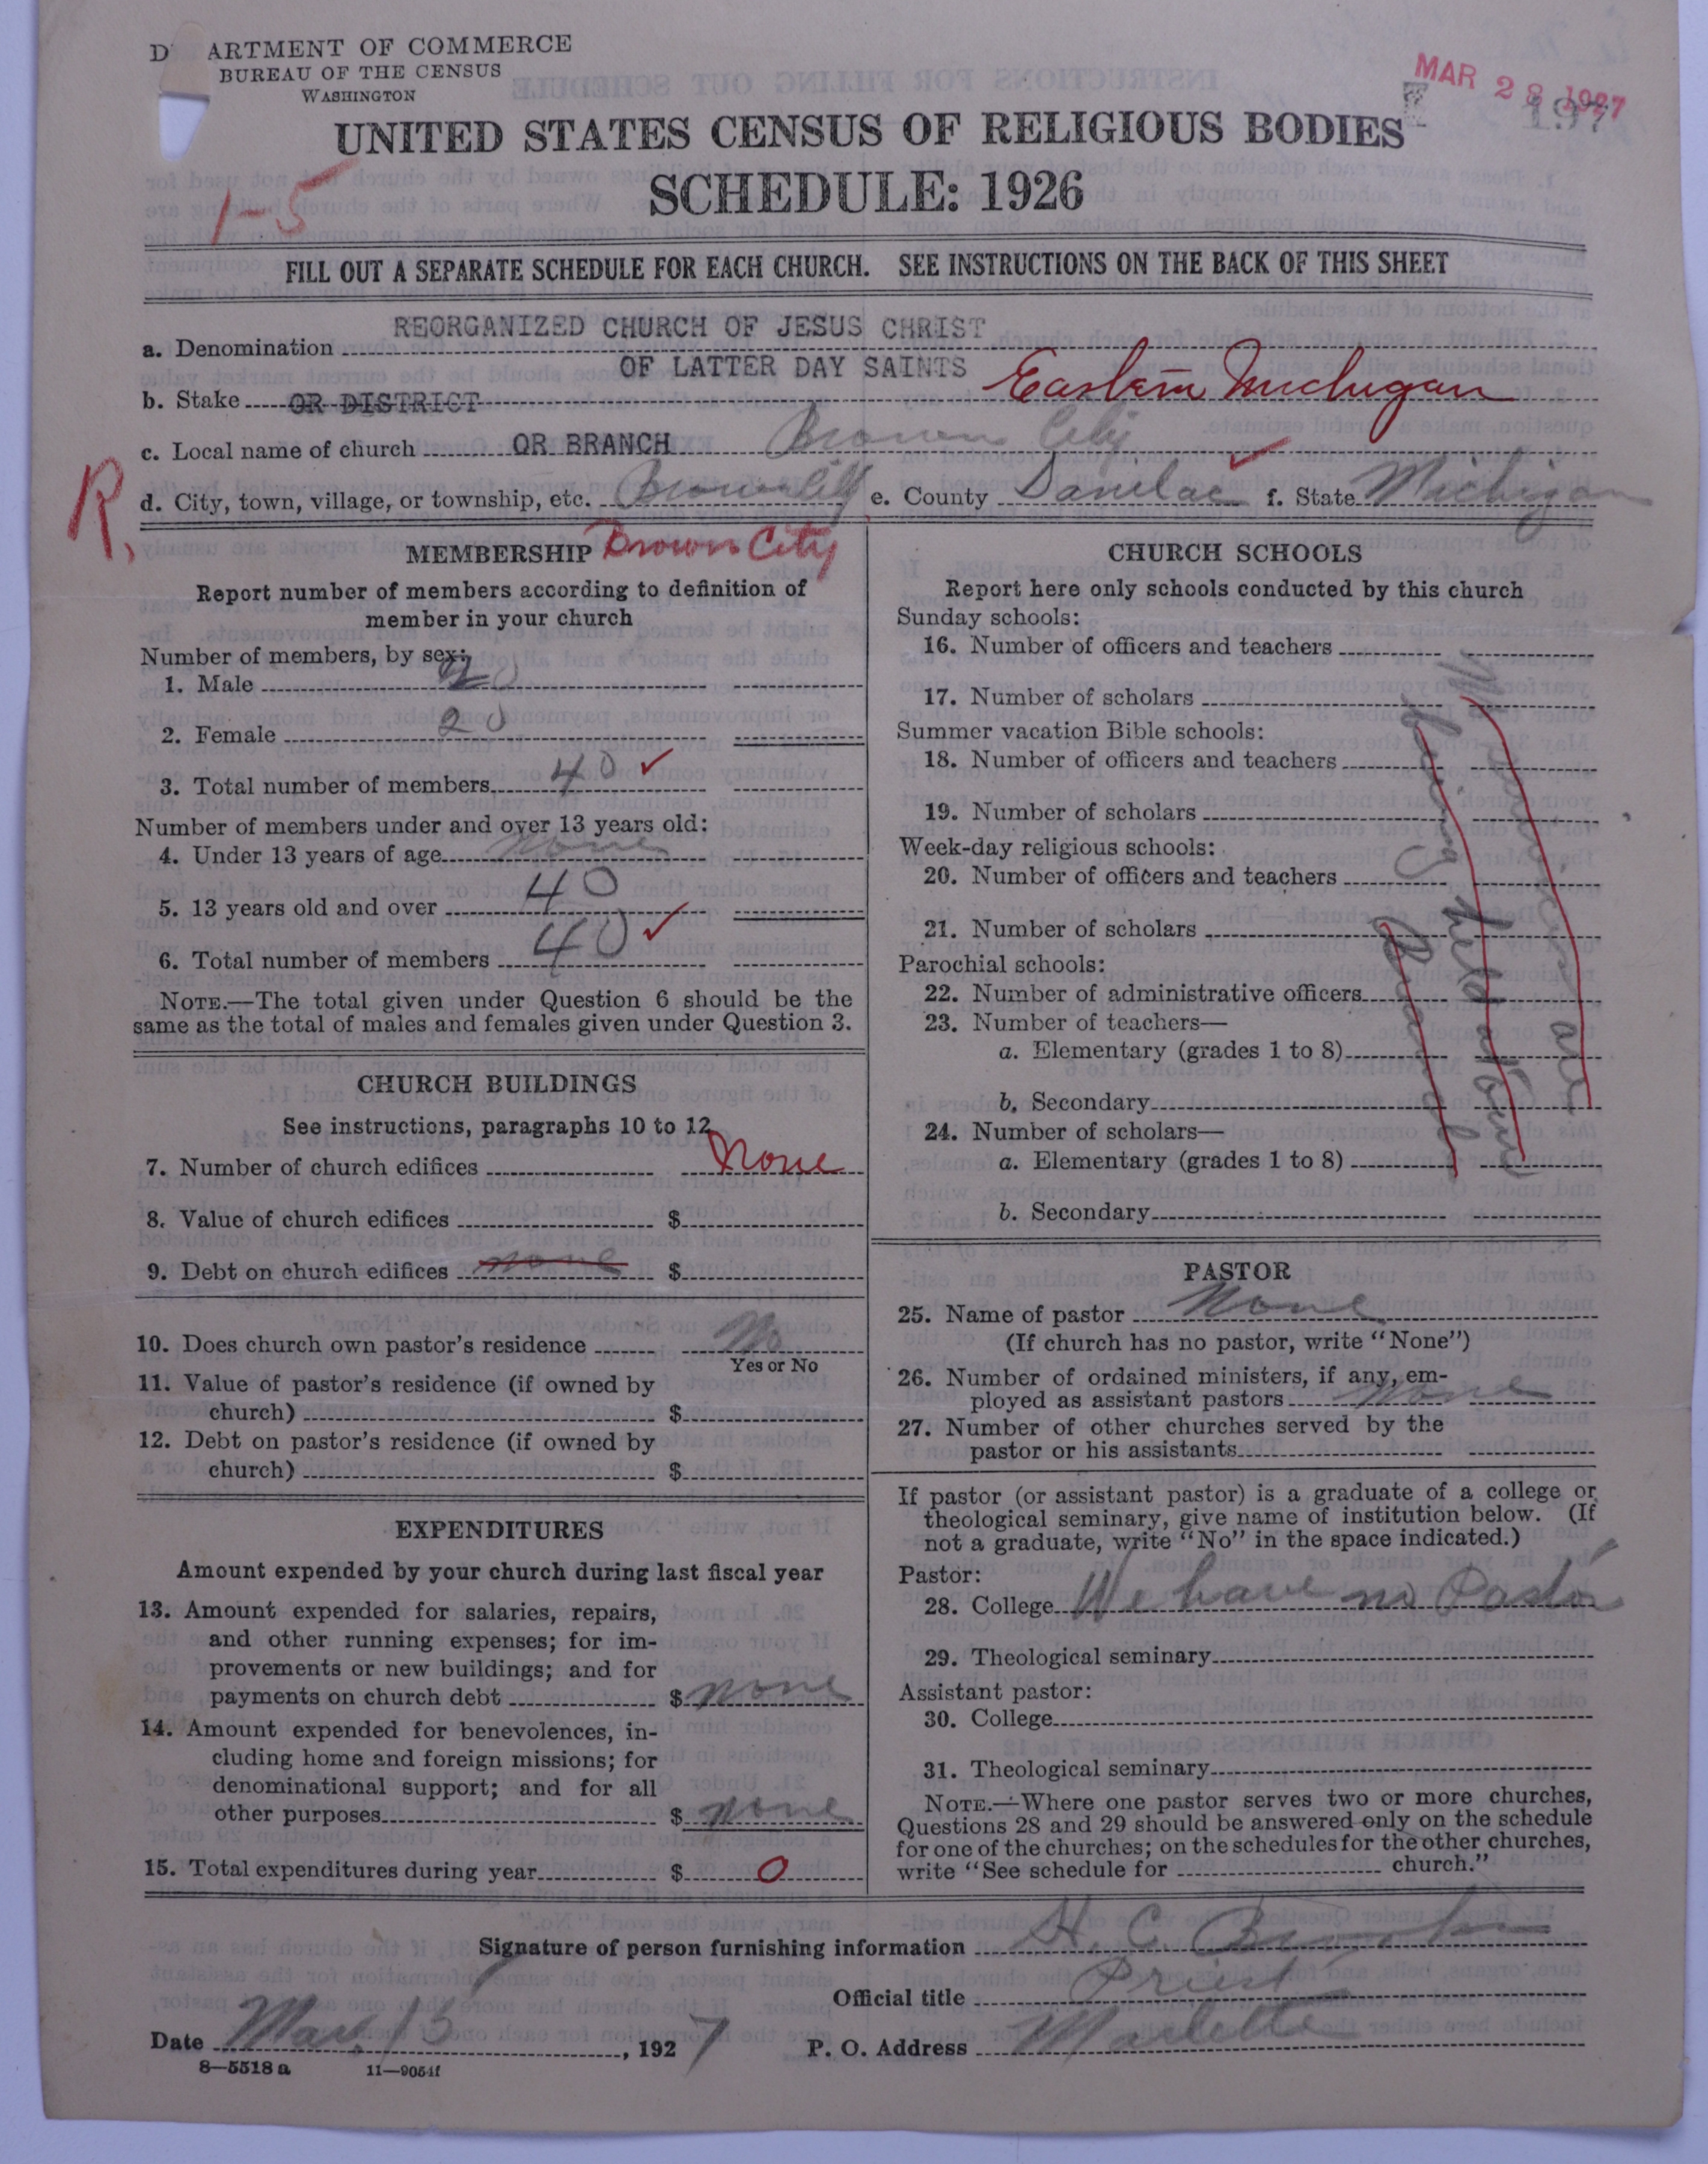 D ARTMENT OF COMMERCE
BUREAU OF THE CENSUS
WASHINGTON
MAR 28 1927
197
UNITED STATES CENSUS OF RELIGIOUS BODIES
SCHEDULE: 1926
1-5
FILL OUT A SEPARATE SCHEDULE FOR EACH CHURCH. SEE INSTRUCTIONS ON THE BACK OF THIS SHEET
a. Denomination REORGANIZED CHURCH OF JESUS CHRIST
OF LATTER DAY SAINTS
b. Stake OR DISTRICT Eastern Michigan
c. Local name of church OR BRANCH Brown City
R. d. City, town, village, or township, etc. Brown City e. County Sanilac f. State Michigan
MEMBERSHIP Brown City
Report number of members according to definition of
member in your church
Number of members, by sex:
1. Male 20
2. Female 20
3. Total number of members 40 ✓
Number of members under and over 13 years old:
4. Under 13 years of age none
5. 13 years old and over 40
6. Total number of members 40 ✓
NOTE.—The total given under Question 6 should be the
same as the total of males and females given under Question 3.
CHURCH BUILDINGS
See instructions, paragraphs 10 to 12
7. Number of church edifices None
8. Value of church edifices $
9. Debt on church edifices none $
10. Does church own pastor's residence No
Yes or No
11. Value of pastor's residence (if owned by
church) $
12. Debt on pastor's residence (if owned by
church) $
EXPENDITURES
Amount expended by your church during last fiscal year
13. Amount expended for salaries, repairs,
and other running expenses; for im-
provements or new buildings; and for
payments on church debt $ none
14. Amount expended for benevolences, in-
cluding home and foreign missions; for
denominational support; and for all
other purposes $ none
15. Total expenditures during year $ 0
CHURCH SCHOOLS
Report here only schools conducted by this church
Sunday schools:
16. Number of officers and teachers
17. Number of scholars
Summer vacation Bible schools:
18. Number of officers and teachers
19. Number of scholars
Week-day religious schools:
20. Number of officers and teachers
21. Number of scholars
Parochial schools:
22. Number of administrative officers
23. Number of teachers—
a. Elementary (grades 1 to 8)
b. Secondary
24. Number of scholars—
a. Elementary (grades 1 to 8)
b. Secondary
being held at our
Branch
PASTOR
25. Name of pastor None
(If church has no pastor, write "None")
26. Number of ordained ministers, if any, em-
ployed as assistant pastors none
27. Number of other churches served by the
pastor or his assistants
If pastor (or assistant pastor) is a graduate of a college or
theological seminary, give name of institution below. (If
not a graduate, write "No" in the space indicated.)
Pastor:
28. College We have no Pastor
29. Theological seminary
Assistant pastor:
30. College
31. Theological seminary
NOTE.—Where one pastor serves two or more churches,
Questions 28 and 29 should be answered only on the schedule
for one of the churches; on the schedules for the other churches,
write "See schedule for church."
Signature of person furnishing information H. C.
Official title Priest
Date Mar. 15, 1927 P. O. Address Marlette
8—5518 a 11—9054f